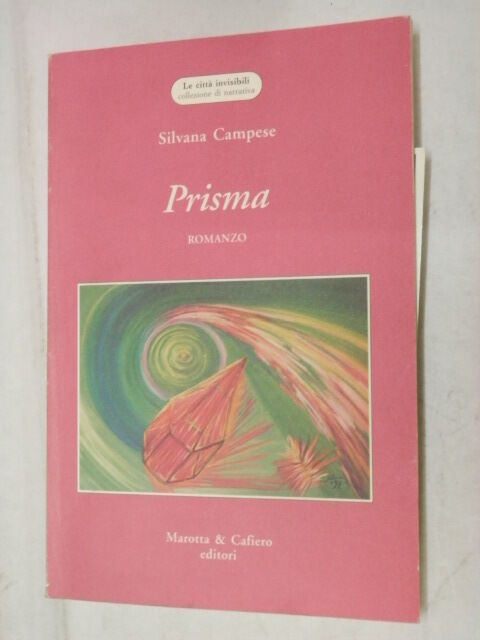 Le città invisibili
collezione di narrativa
Silvana Campese
Prisma
ROMANZO
Marotta & Cafiero
editori